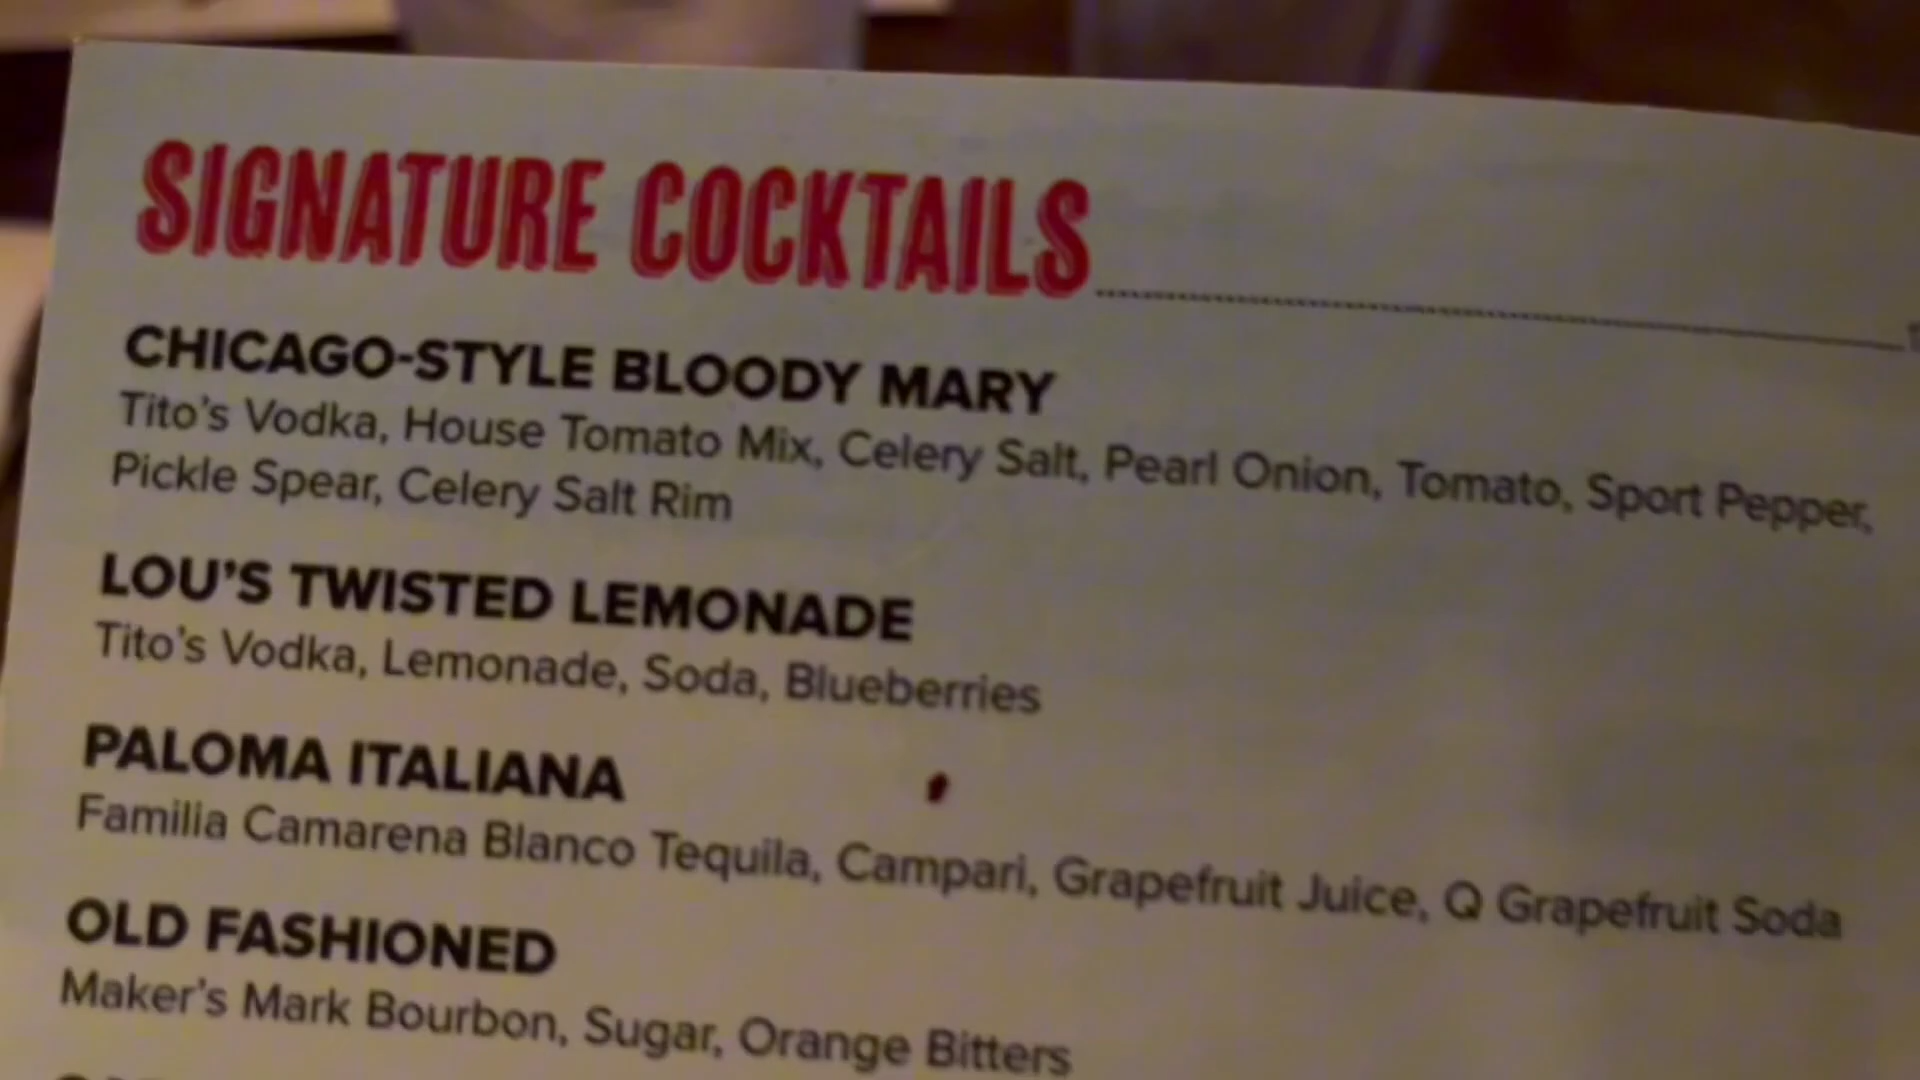 SIGNATURE COCKTAILS
CHICAGO-STYLE BLOODY MARY
Tito's Vodka, House Tomato Mix, Celery Salt, Pearl Onion, Tomato, Sport Pepper,
Pickle Spear, Celery Salt Rim
LOU'S TWISTED LEMONADE
Tito's Vodka, Lemonade, Soda, Blueberries
PALOMA ITALIANA
Familia Camarena Blanco Tequila, Campari, Grapefruit Juice, Q Grapefruit Soda
OLD FASHIONED
Maker's Mark Bourbon, Sugar, Orange Bitters